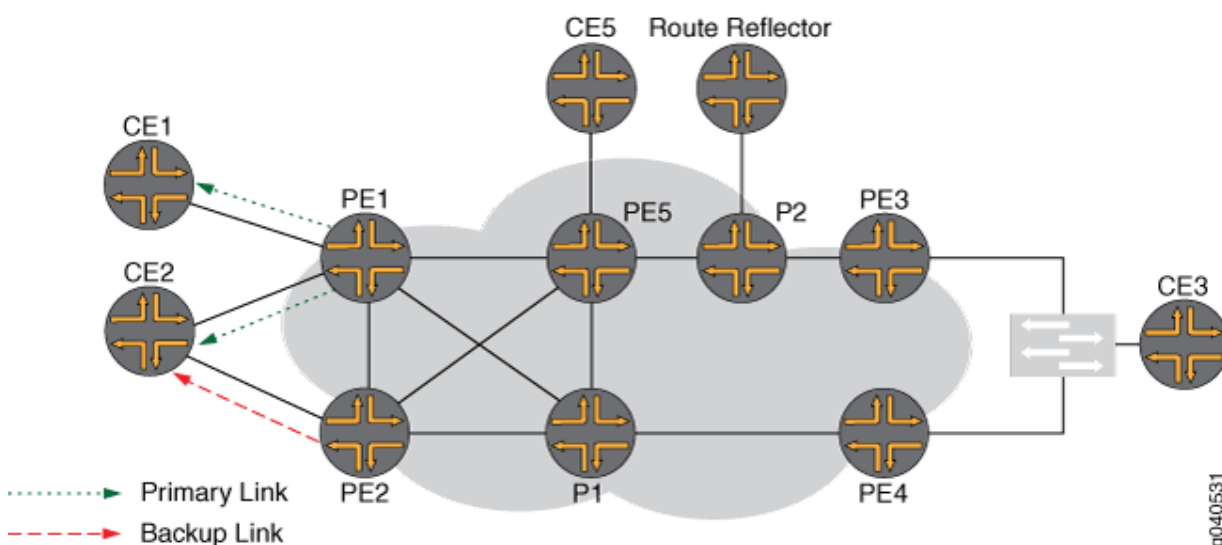 CE5
Route Reflector
CE1
PE1
PE5
P2
PE3
CE2
CE3
PE2
P1
PE4
Primary Link
Backup Link
g040531